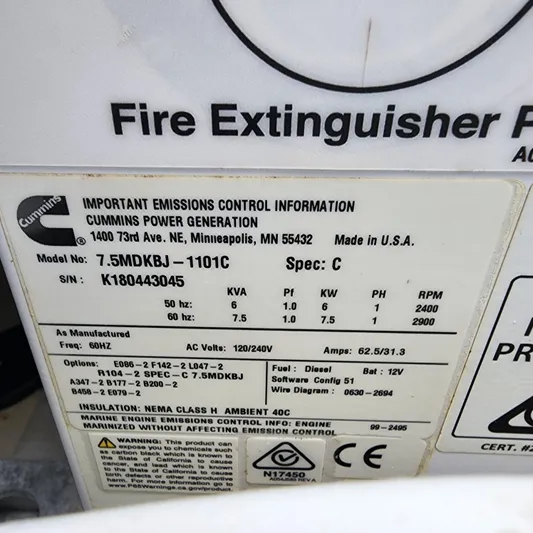 Fire Extinguisher P
Cummins
IMPORTANT EMISSIONS CONTROL INFORMATION
CUMMINS POWER GENERATION
1400 73rd Ave. NE, Minneapolis, MN 55432 Made in U.S.A.
Model No: 7.5MDKBJ-1101C Spec: C
S/N : K180443045
KVA Pf KW PH RPM
50 hz: 6 1.0 6 1 2400
60 hz: 7.5 1.0 7.5 1 2900
As Manufactured
Freq: 60HZ AC Volts: 120/240V Amps: 62.5/31.3
Options: E086-2 F142-2 L047-2
R104-2 SPEC-C 7.5MDKBJ
A347-2 B177-2 B200-2
B456-2 E079-2
Fuel : Diesel Bat : 12V
Software Config 51
Wire Diagram : 0630-2694
INSULATION: NEMA CLASS H AMBIENT 40C
MARINE ENGINE EMISSIONS CONTROL INFO: ENGINE
MARINIZED WITHOUT AFFECTING EMISSION CONTROL
99-2495
WARNING: This product can
expose you to chemicals such
as carbon black which is known
to the State of California to cause
cancer, and lead which is known to
the State of California to cause
birth defects or other reproductive
harm. For more information go to
www.P65Warnings.ca.gov/product.
N17450
CE
PR
CERT. #